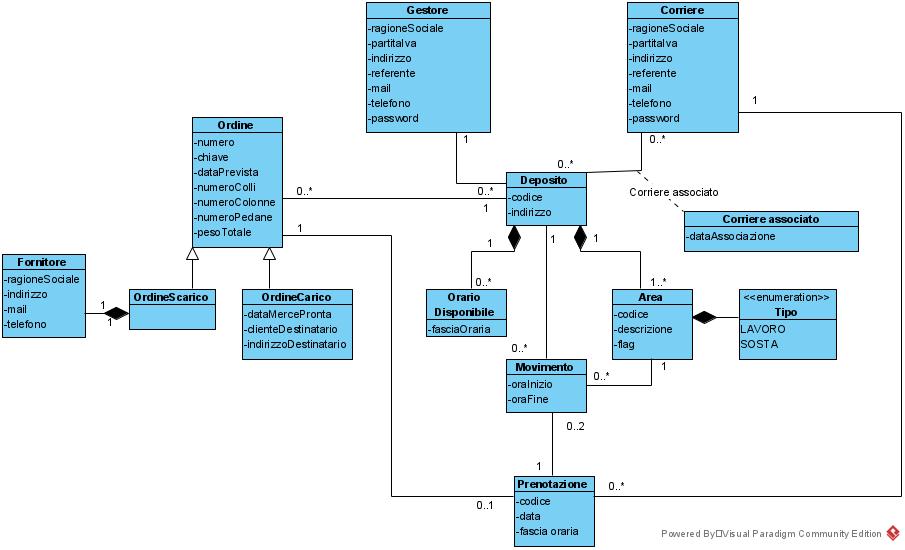 Gestore
-ragioneSociale
-partitaIva
-indirizzo
-referente
-mail
-telefono
-password
1
Corriere
-ragioneSociale
-partitaIva
-indirizzo
-referente
-mail
-telefono
-password
1
0..*
Ordine
-numero
-chiave
-dataPrevista
-numeroColli
-numeroColonne
-numeroPedane
-pesoTotale
0..*
1
0..*
0..*
1
Deposito
-codice
-indirizzo
1
1
1
Corriere associato
Corriere associato
-dataAssociazione
Fornitore
-ragioneSociale
-indirizzo
-mail
-telefono
1
1
OrdineScarico
OrdineCarico
-dataMercePronta
-clienteDestinatario
-indirizzoDestinatario
0..*
Orario
Disponibile
-fasciaOraria
1..*
Area
-codice
-descrizione
-flag
1
<<enumeration>>
Tipo
LAVORO
SOSTA
0..*
0..*
Movimento
-oraInizio
-oraFine
0..2
1
0..1
0..*
Prenotazione
-codice
-data
-fascia oraria
Powered By□Visual Paradigm Community Edition